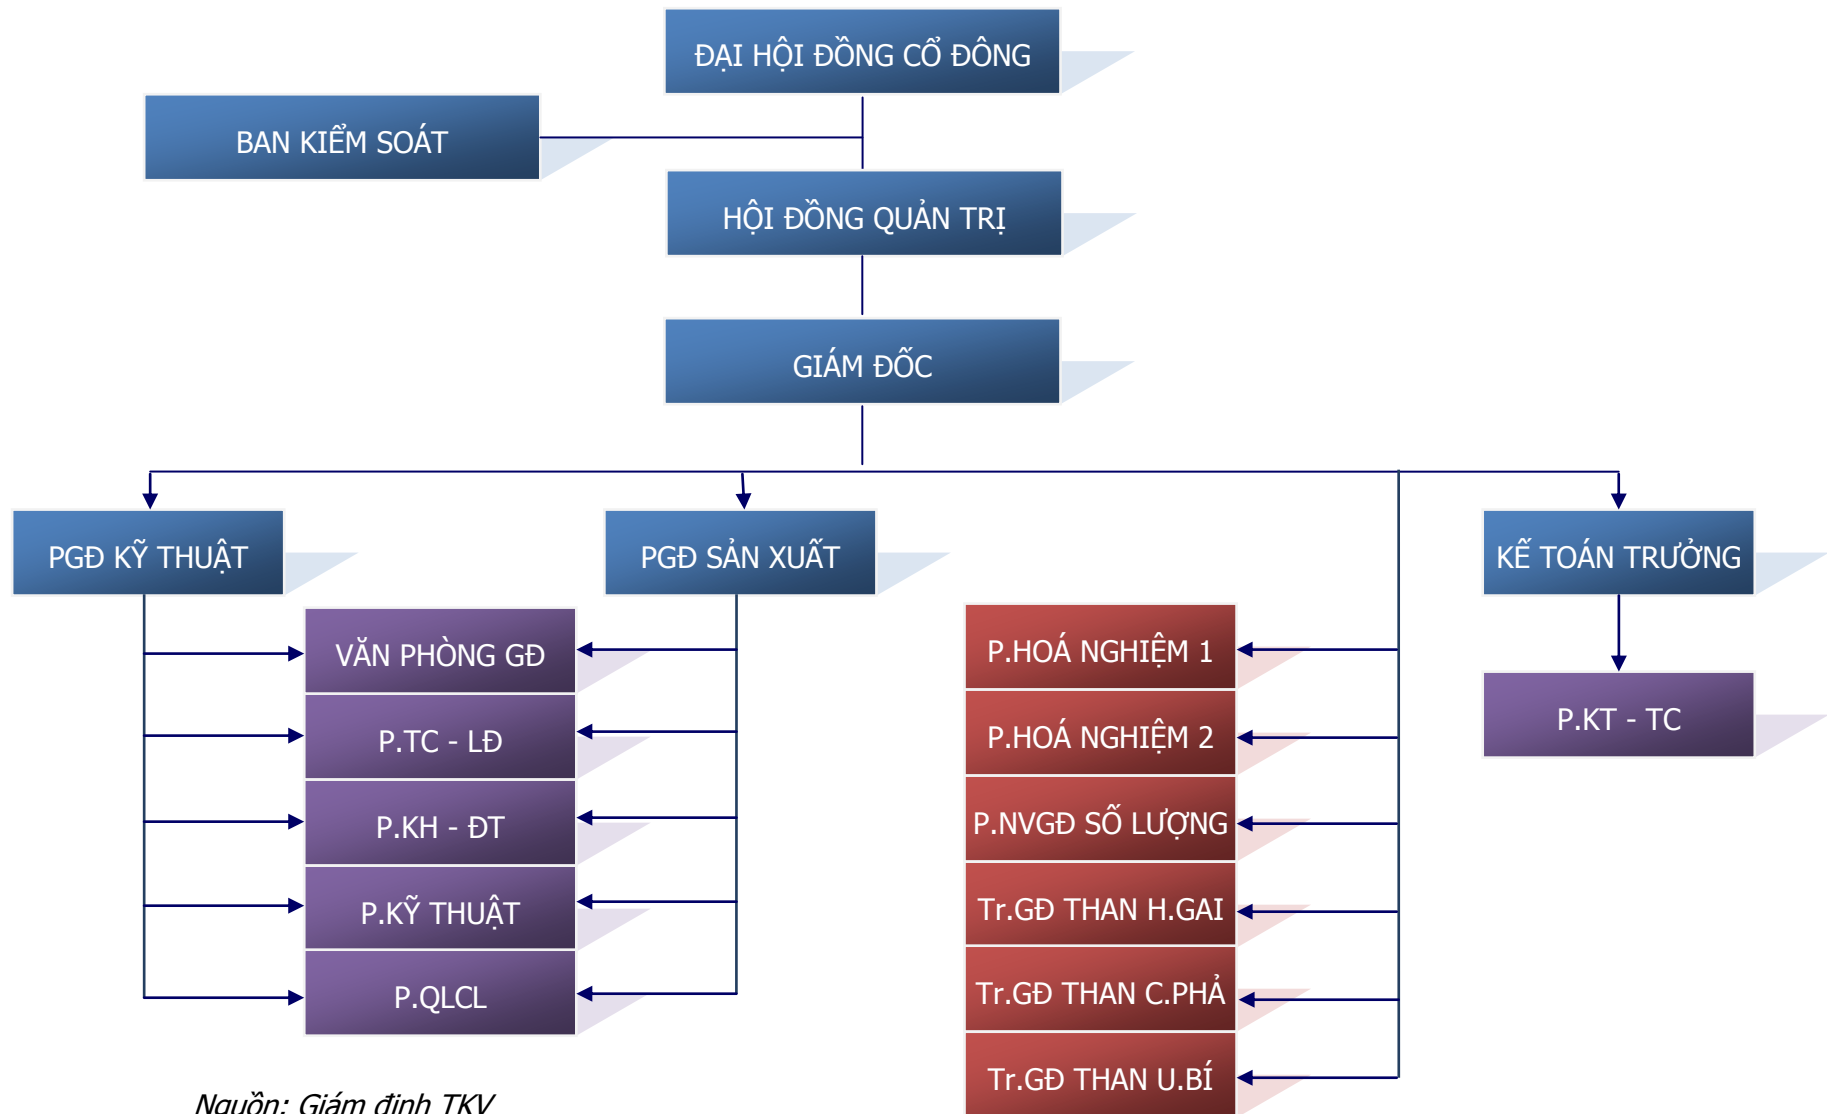 ĐẠI HỘI ĐỒNG CỔ ĐÔNG
BAN KIỂM SOÁT
HỘI ĐỒNG QUẢN TRỊ
GIÁM ĐỐC
PGĐ KỸ THUẬT
PGĐ SẢN XUẤT
KẾ TOÁN TRƯỞNG
VĂN PHÒNG GĐ
P.TC - LĐ
P.KH - ĐT
P.KỸ THUẬT
P.QLCL
P.HOÁ NGHIỆM 1
P.HOÁ NGHIỆM 2
P.NVGĐ SỐ LƯỢNG
Tr.GĐ THAN H.GAI
Tr.GĐ THAN C.PHẢ
Tr.GĐ THAN U.BÍ
P.KT - TC
Nguồn: Giám định TKV